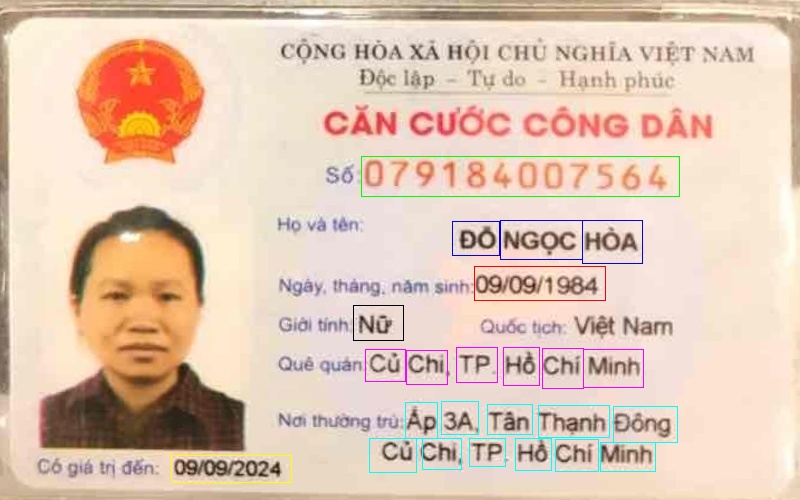 CỘNG HÒA XÃ HỘI CHỦ NGHĨA VIỆT NAM
Độc lập - Tự do - Hạnh phúc
CĂN CƯỚC CÔNG DÂN
Số: 079184007564
Họ và tên:
ĐỖ NGỌC HÒA
Ngày, tháng, năm sinh: 09/09/1984
Giới tính: Nữ Quốc tịch: Việt Nam
Quê quán: Củ Chi, TP. Hồ Chí Minh
Nơi thường trú: Ấp 3A, Tân Thạnh Đông
Củ Chi, TP. Hồ Chí Minh
Có giá trị đến: 09/09/2024